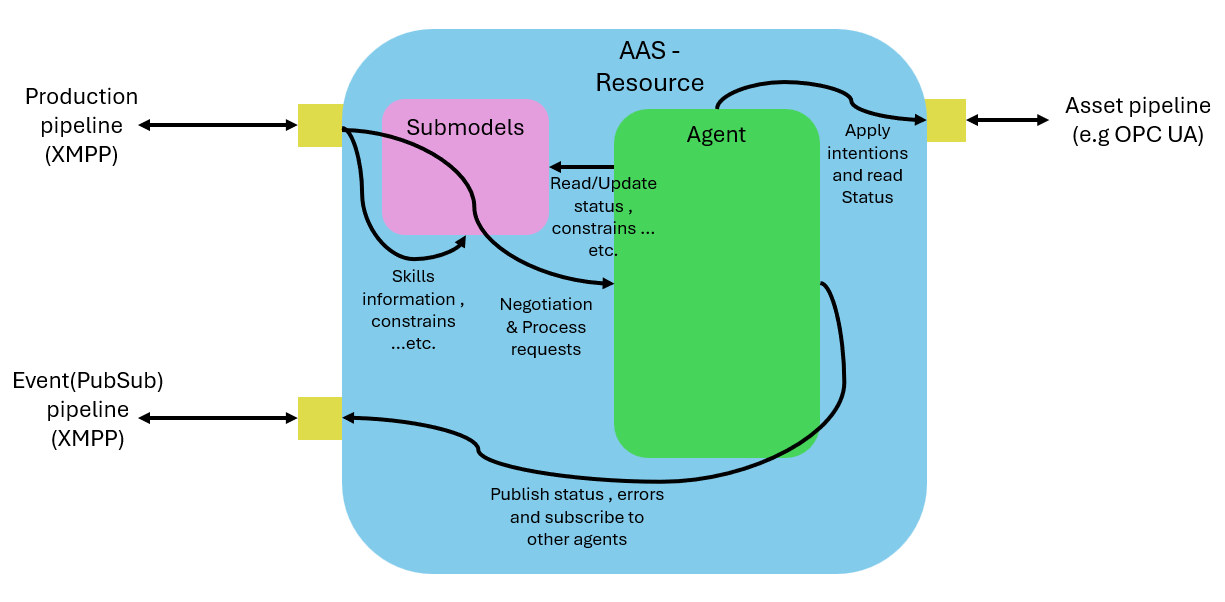 AAS -
Resource
Production
pipeline
(XMPP)
Submodels
Agent
Asset pipeline
(e.g OPC UA)
Apply
intentions
and read
Status
Read/Update
status ,
constrains ...
etc.
Skills
information ,
constrains
...etc.
Negotiation
& Process
requests
Event(PubSub)
pipeline
(XMPP)
Publish status , errors
and subscribe to
other agents